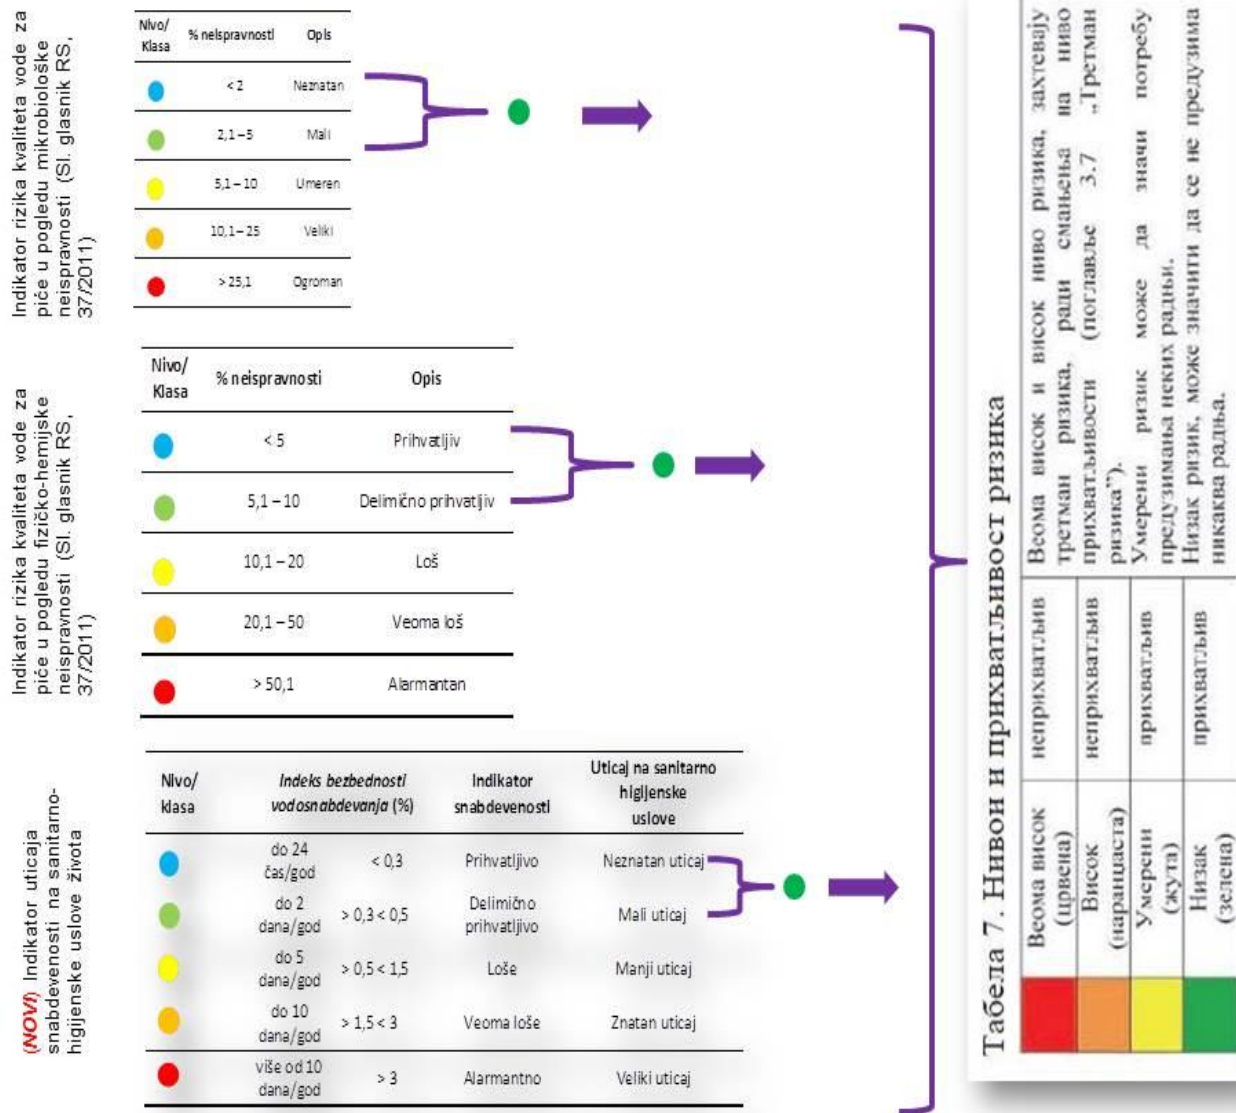 Indikator rizika kvaliteta vode za
piće u pogledu mikrobiološke
neispravnosti (Sl. glasnik RS,
37/2011)
Nivo/
Klasa % neispravnosti Opis
< 2 Neznatan
2,1 – 5 Mali
5,1 – 10 Umeren
10,1 – 25 Veliki
> 25,1 Ogroman
Indikator rizika kvaliteta vode za
piće u pogledu fizičko-hemijske
neispravnosti (Sl. glasnik RS,
37/2011)
Nivo/
Klasa % neispravnosti Opis
< 5 Prihvatljiv
5,1 – 10 Delimično prihvatljiv
10,1 – 20 Loš
20,1 – 50 Veoma loš
> 50,1 Alarmantan
(NOVI) Indikator uticaja
snabdevenosti na sanitarno-
higijenske uslove života
Nivo/
klasa
Indeks bezbednosti
vodosnabdevanja (%)
Indikator
snabdevenosti
Uticaj na sanitarno
higijenske
uslove
do 24
čas/god < 0,3 Prihvatljivo Neznatan uticaj
do 2
dana/god > 0,3 < 0,5 Delimično
prihvatljivo Mali uticaj
do 5
dana/god > 0,5 < 1,5 Loše Manji uticaj
do 10
dana/god > 1,5 < 3 Veoma loše Znatan uticaj
više od 10
dana/god > 3 Alarmantno Veliki uticaj
Табела 7. Нивои и прихватљивост ризика
Веома висок
(црвена)
неприхватљив
Висок
(наранџаста)
неприхватљив
Веома висок и висок ниво ризика, захтевају
третман ризика, ради смањења на ниво
прихватљивости (поглавље 3.7 „Третман
ризика”).
Умерени
(жута)
прихватљив
Умерени ризик може да значи потребу
предузимања неких радњи.
Низак
(зелена)
прихватљив
Низак ризик, може значити да се не предузима
никаква радња.